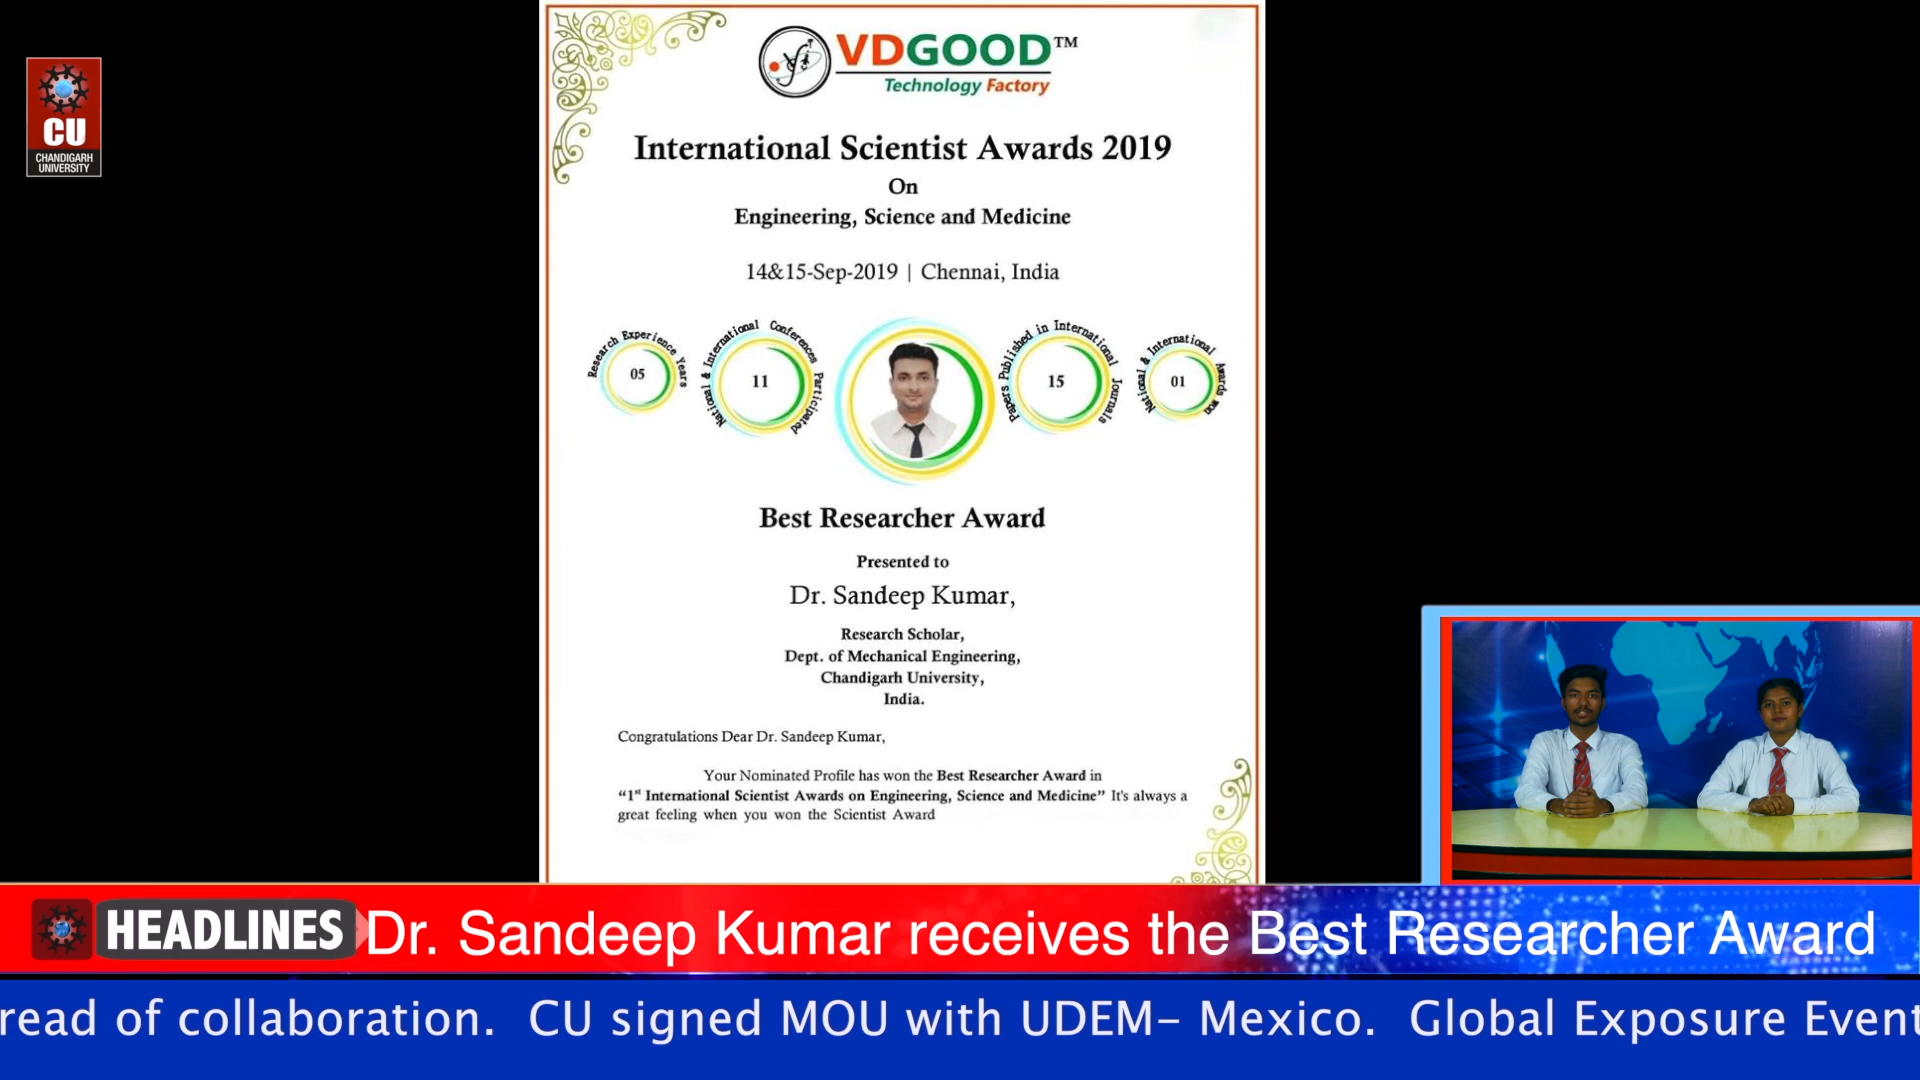 CU
CHANDIGARH
UNIVERSITY
VDGOOD™
Technology Factory
International Scientist Awards 2019
On
Engineering, Science and Medicine
14&15-Sep-2019 | Chennai, India
Research Experience Years
05
National & International Conferences Participated
11
Papers Published in International Journals
15
National & International Awards won
01
Best Researcher Award
Presented to
Dr. Sandeep Kumar,
Research Scholar,
Dept. of Mechanical Engineering,
Chandigarh University,
India.
Congratulations Dear Dr. Sandeep Kumar,
Your Nominated Profile has won the Best Researcher Award in
“1st International Scientist Awards on Engineering, Science and Medicine” It's always a
great feeling when you won the Scientist Award
HEADLINES Dr. Sandeep Kumar receives the Best Researcher Award
read of collaboration. CU signed MOU with UDEM– Mexico. Global Exposure Event